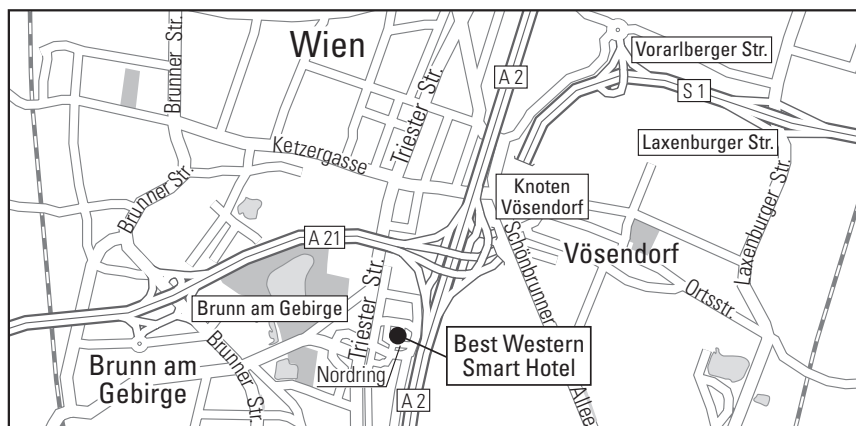 Wien
Brunner Str.
Triester Str.
A 2
Vorarlberger Str.
S 1
Ketzergasse
Laxenburger Str.
Brunner Str.
Knoten
Vösendorf
A 21
Schönbrunner
Allee
Vösendorf
Laxenburger Str.
Ortsstr.
Triester Str.
Brunn am Gebirge
Brunner Str.
Brunn am
Gebirge
Nordring
Best Western
Smart Hotel
A 2